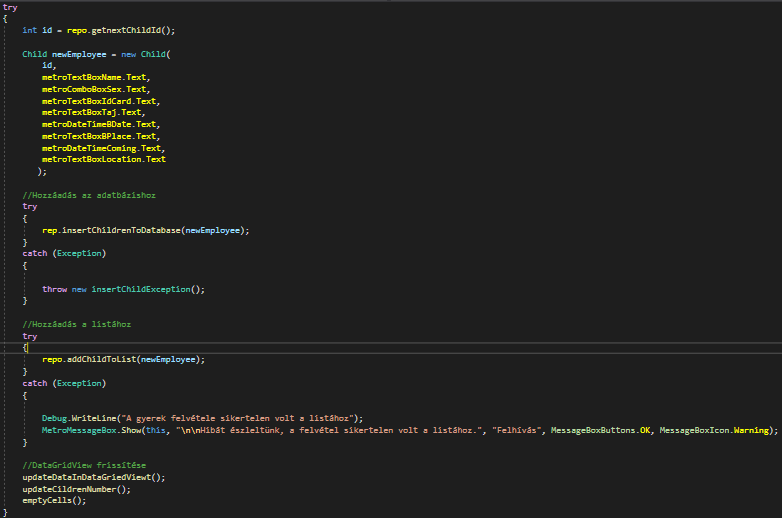 try
{
int id = repo.getnextChildId();
Child newEmployee = new Child(
id,
metroTextBoxName.Text,
metroComboBoxSex.Text,
metroTextBoxIdCard.Text,
metroTextBoxTaj.Text,
metroDateTimeBDate.Text,
metroTextBoxBPlace.Text,
metroDateTimeComing.Text,
metroTextBoxLocation.Text
);
//Hozzáadás az adatbázishoz
try
{
rep.insertChildrenToDatabase(newEmployee);
}
catch (Exception)
{
throw new insertChildException();
}
//Hozzáadás a listához
try
{
repo.addChildToList(newEmployee);
}
catch (Exception)
{
Debug.WriteLine("A gyerek felvétele sikertelen volt a listához");
MetroMessageBox.Show(this, "\n\nHibát észleltünk, a felvétel sikertelen volt a listához.", "Felhívás", MessageBoxButtons.OK, MessageBoxIcon.Warning);
}
//DataGridView frissítése
updateDataInDataGriedViewt();
updateCildrenNumber();
emptyCells();
}